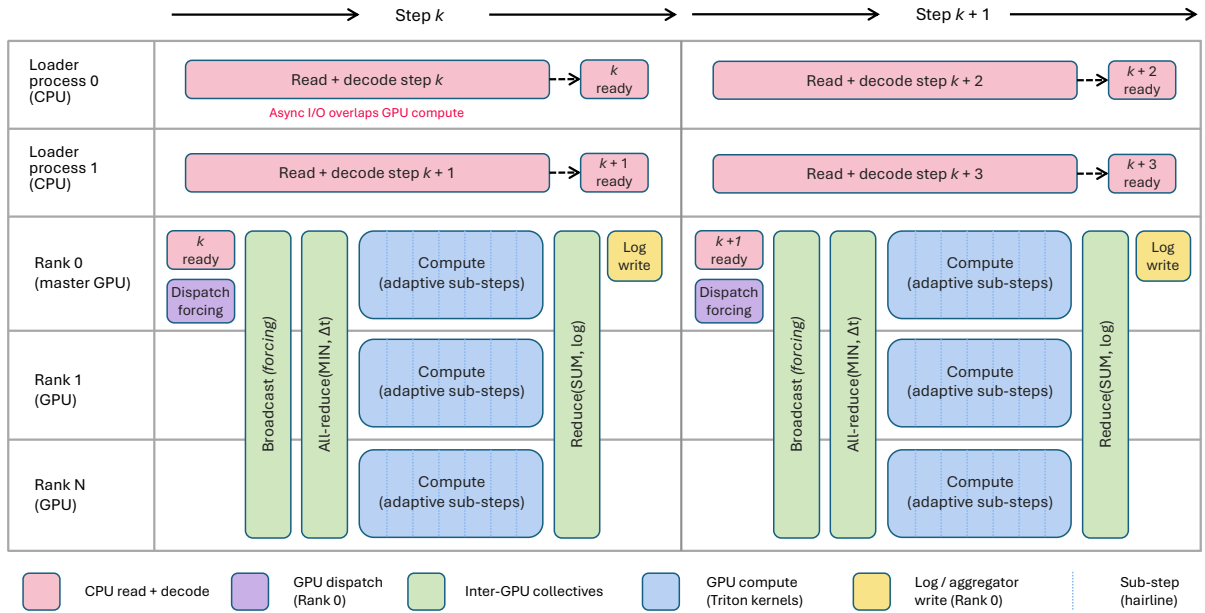 Step k
Step k + 1
Loader
process 0
(CPU)
Read + decode step k
k
ready
Async I/O overlaps GPU compute
Read + decode step k + 2
k + 2
ready
Loader
process 1
(CPU)
Read + decode step k + 1
k + 1
ready
Read + decode step k + 3
k + 3
ready
Rank 0
(master GPU)
k
ready
Dispatch
forcing
Broadcast (forcing)
All-reduce(MIN, Δt)
Compute
(adaptive sub-steps)
Reduce(SUM, log)
Log
write
k+1
ready
Dispatch
forcing
Broadcast (forcing)
All-reduce(MIN, Δt)
Compute
(adaptive sub-steps)
Reduce(SUM, log)
Log
write
Rank 1
(GPU)
Compute
(adaptive sub-steps)
Compute
(adaptive sub-steps)
Rank N
(GPU)
Compute
(adaptive sub-steps)
Compute
(adaptive sub-steps)
CPU read + decode
GPU dispatch
(Rank 0)
Inter-GPU collectives
GPU compute
(Triton kernels)
Log / aggregator
write (Rank 0)
Sub-step
(hairline)